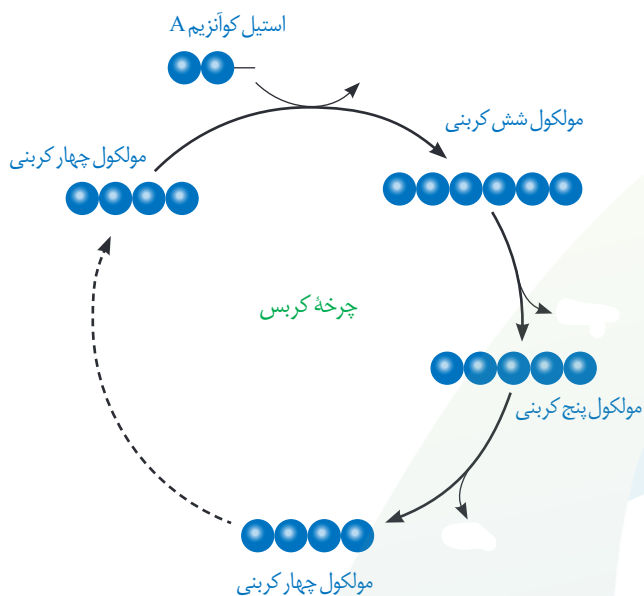 استیل کوآنزیم A
مولکول شش کربنی
مولکول چهار کربنی
چرخهٔ کربس
مولکول پنج کربنی
مولکول چهار کربنی